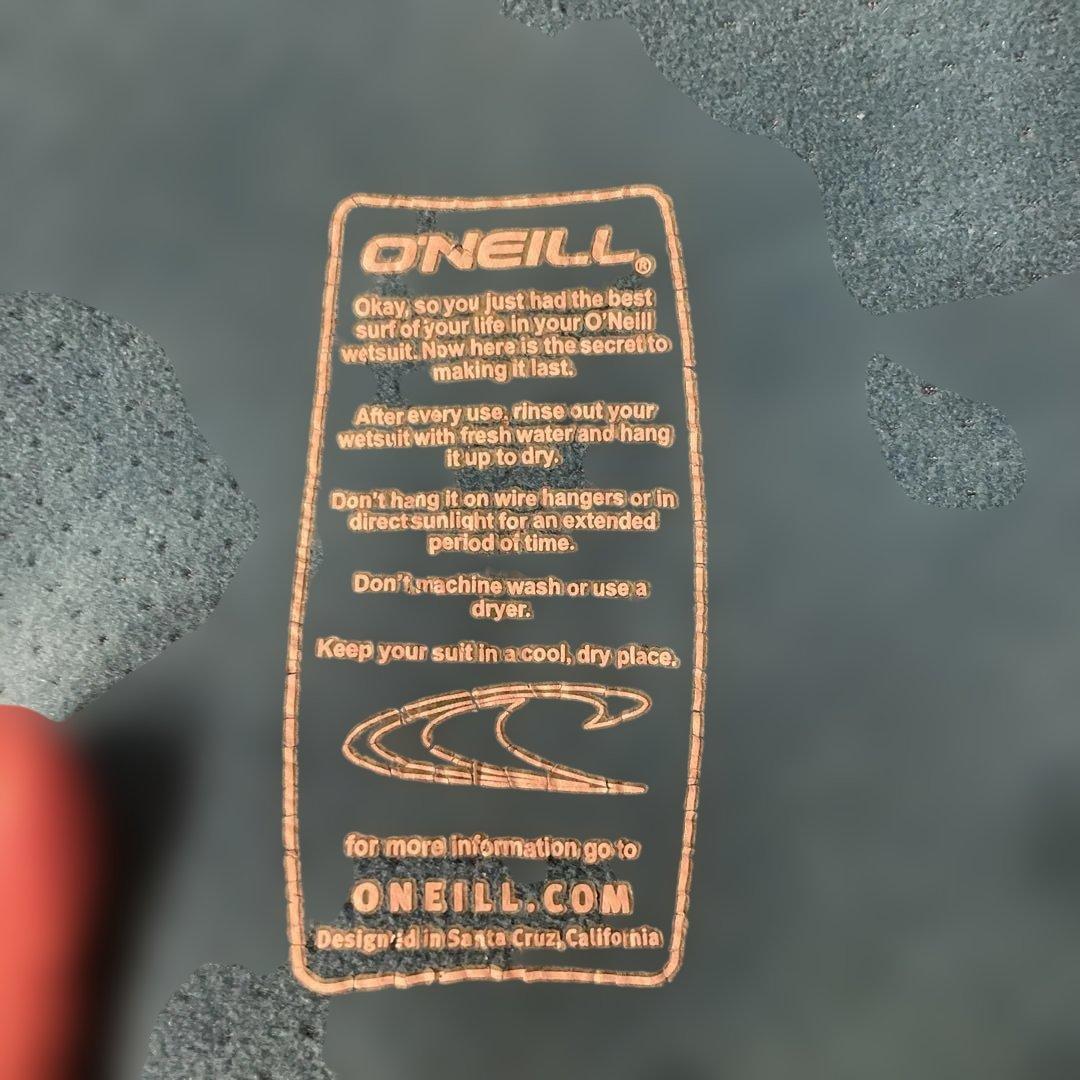 O'NEILL®
Okay, so you just had the best
surf of your life in your O'Neill
wetsuit. Now here is the secret to
making it last.
After every use, rinse out your
wetsuit with fresh water and hang
it up to dry.
Don't hang it on wire hangers or in
direct sunlight for an extended
period of time.
Don't machine wash or use a
dryer.
Keep your suit in a cool, dry place.
for more information go to
ONEILL.COM
Designed in Santa Cruz, California